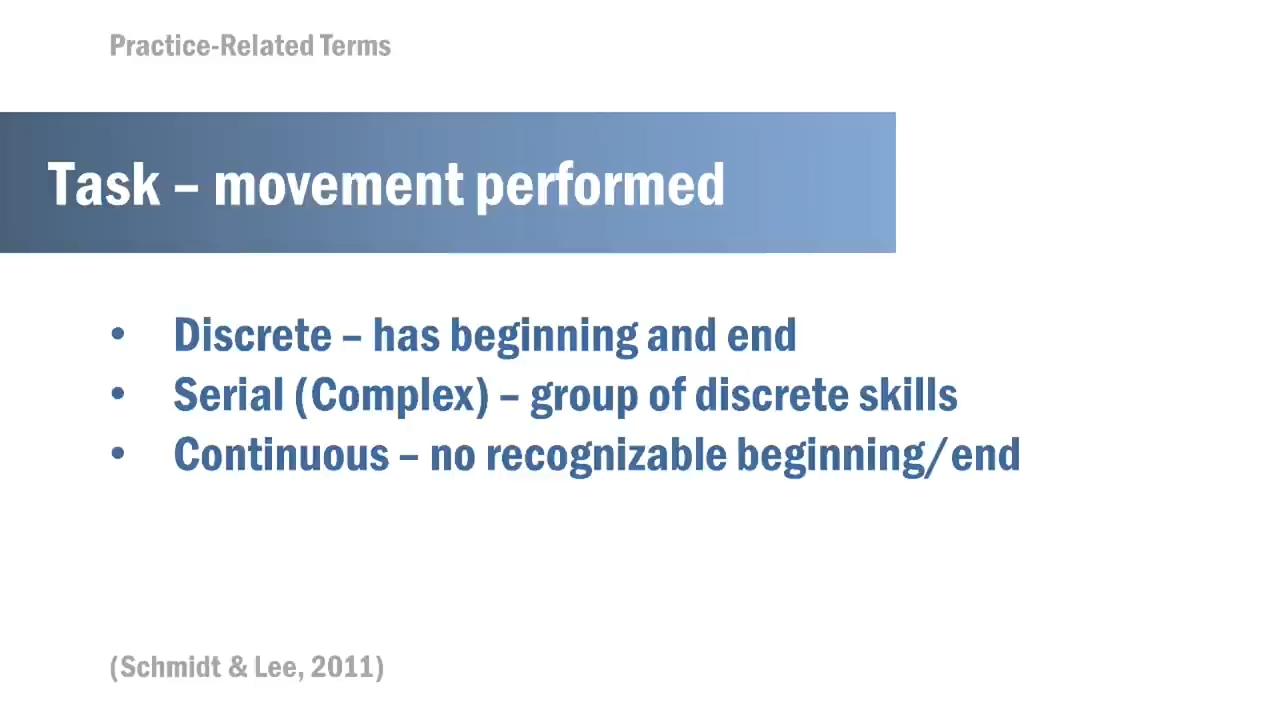 Practice-Related Terms
Task – movement performed
• Discrete – has beginning and end
• Serial (Complex) – group of discrete skills
• Continuous – no recognizable beginning/end
(Schmidt & Lee, 2011)